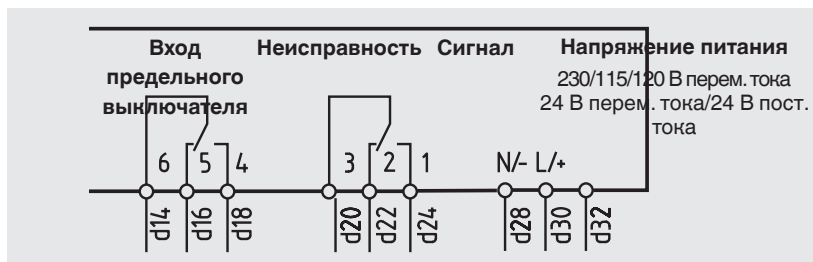 Вход предельного выключателя
Неисправность
Сигнал
Напряжение питания
230/115/120 В перем. тока
24 В перем. тока/24 В пост. тока
6 5 4 3 2 1 N/- L/+
d14 d16 d18 d20 d22 d24 d28 d30 d32